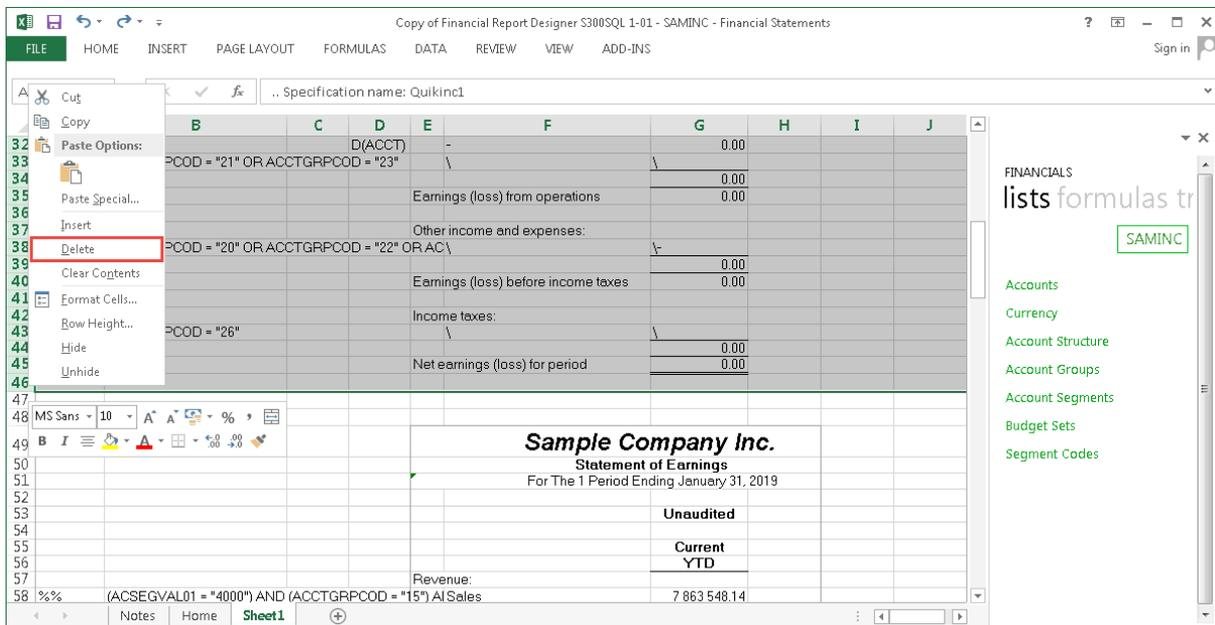 Copy of Financial Report Designer S300SQL 1-01 - SAMINC - Financial Statements
FILE HOME INSERT PAGE LAYOUT FORMULAS DATA REVIEW VIEW ADD-INS Sign in
A fx .. Specification name: Quikinc1
Cut
Copy
Paste Options:
Paste Special...
Insert
Delete
Clear Contents
Format Cells...
Row Height...
Hide
Unhide
B C D E F G H I J
32 D(ACCT) - 0.00
33 PCOD = "21" OR ACCTGRPCOD = "23" \ \
34 0.00
35 Earnings (loss) from operations 0.00
36
37 Other income and expenses:
38 PCOD = "20" OR ACCTGRPCOD = "22" OR AC \ \-
39 0.00
40 Earnings (loss) before income taxes 0.00
41
42 Income taxes:
43 PCOD = "26" \ \
44 0.00
45 Net earnings (loss) for period 0.00
46
47
48 MS Sans 10 A A % ,
B I A .00 .00
49 Sample Company Inc.
50 Statement of Earnings
51 For The 1 Period Ending January 31, 2019
52
53 Unaudited
54
55 Current
56 YTD
57 Revenue:
58 %% (ACSEGVAL01 = "4000") AND (ACCTGRPCOD = "15") AI Sales 7 863 548.14
Notes Home Sheet1
FINANCIALS
lists formulas tr
SAMINC
Accounts
Currency
Account Structure
Account Groups
Account Segments
Budget Sets
Segment Codes